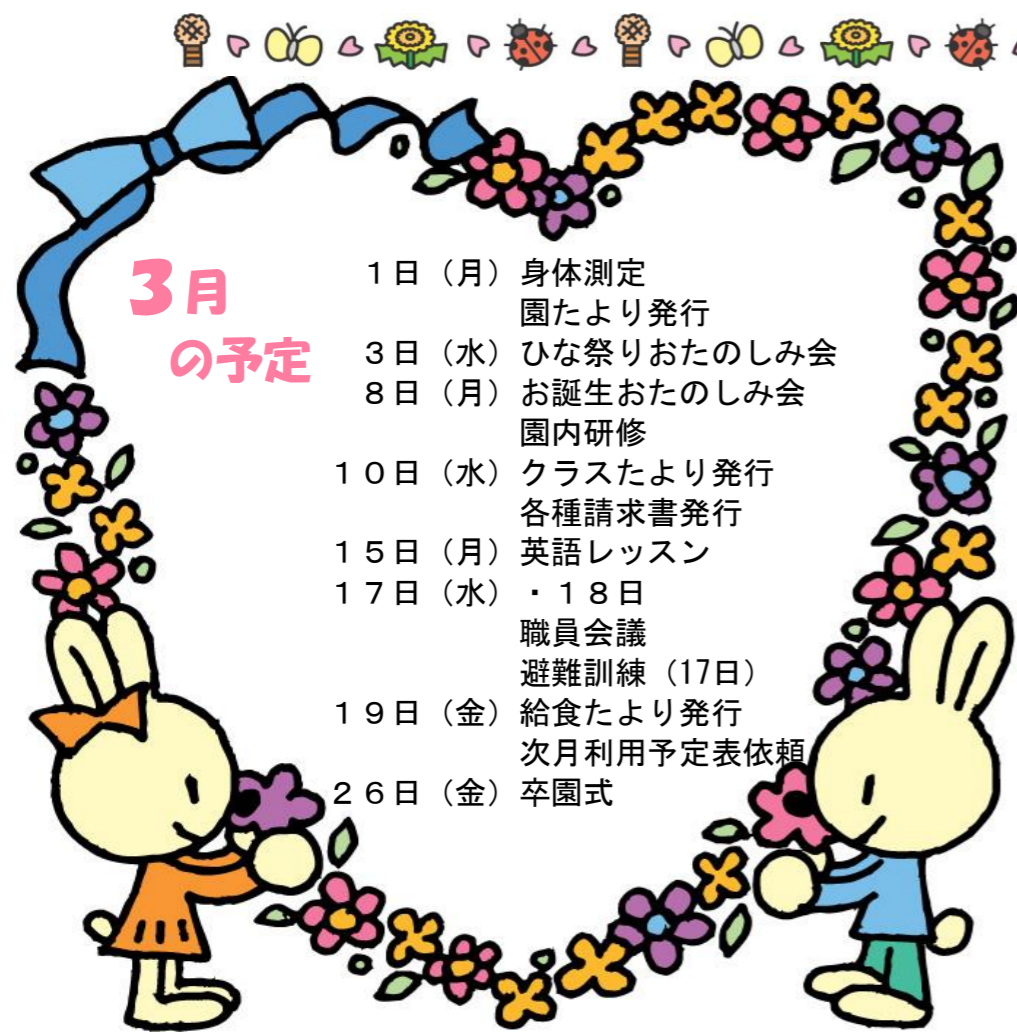 3月
の予定
１日（月）身体測定
園たより発行
３日（水）ひな祭りおたのしみ会
８日（月）お誕生おたのしみ会
園内研修
１０日（水）クラスたより発行
各種請求書発行
１５日（月）英語レッスン
１７日（水）・１８日
職員会議
避難訓練（17日）
１９日（金）給食たより発行
次月利用予定表依頼
２６日（金）卒園式